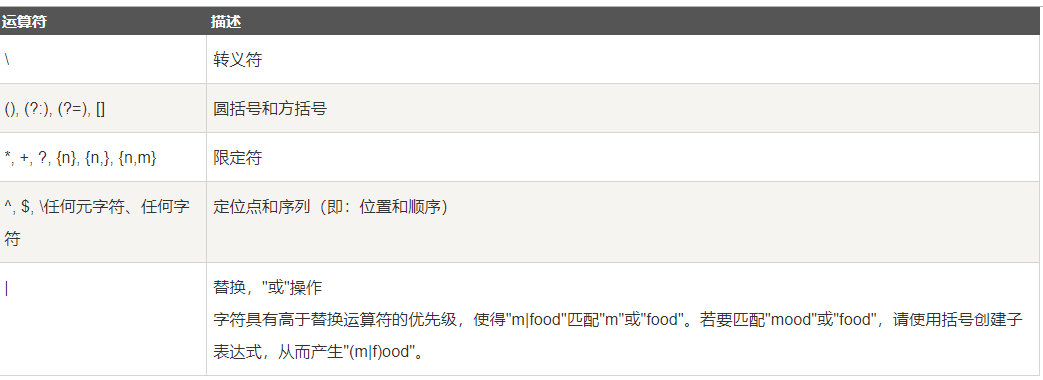 运算符 描述
\ 转义符
(), (?:), (?=), [] 圆括号和方括号
*, +, ?, {n}, {n,}, {n,m} 限定符
^, $, \任何元字符、任何字符 定位点和序列（即：位置和顺序）
| 替换，"或"操作
字符具有高于替换运算符的优先级，使得"m|food"匹配"m"或"food"。若要匹配"mood"或"food"，请使用括号创建子
表达式，从而产生"(m|f)ood"。